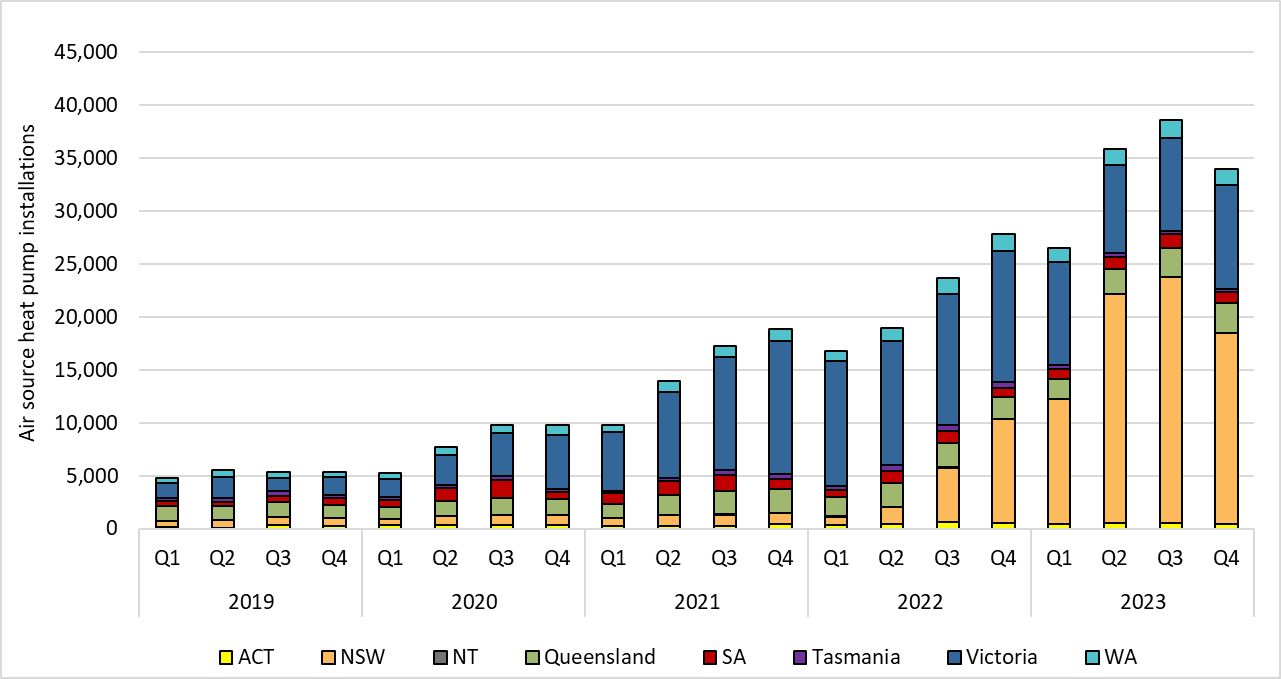 45,000
40,000
35,000
30,000
25,000
20,000
15,000
10,000
5,000
0
Air source heat pump installations
Q1 Q2 Q3 Q4 Q1 Q2 Q3 Q4 Q1 Q2 Q3 Q4 Q1 Q2 Q3 Q4 Q1 Q2 Q3 Q4
2019 2020 2021 2022 2023
ACT NSW NT Queensland SA Tasmania Victoria WA